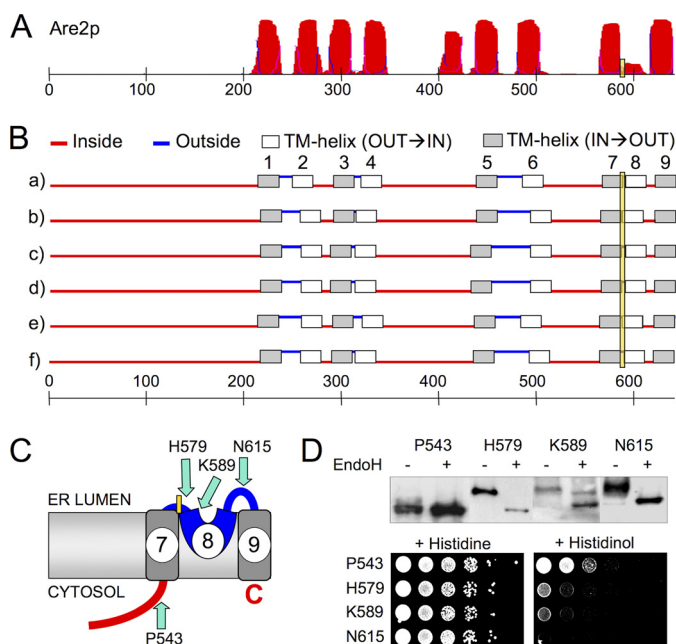 A Are2p
0 100 200 300 400 500 600
B Inside Outside TM-helix (OUT→IN) TM-helix (IN→OUT)
1 2 3 4 5 6 7 8 9
a)
b)
c)
d)
e)
f)
0 100 200 300 400 500 600
C
H579 N615
K589
ER LUMEN
7 8 9
CYTOSOL C
P543
D
P543 H579 K589 N615
EndoH - + - + - + - +
+ Histidine + Histidinol
P543
H579
K589
N615